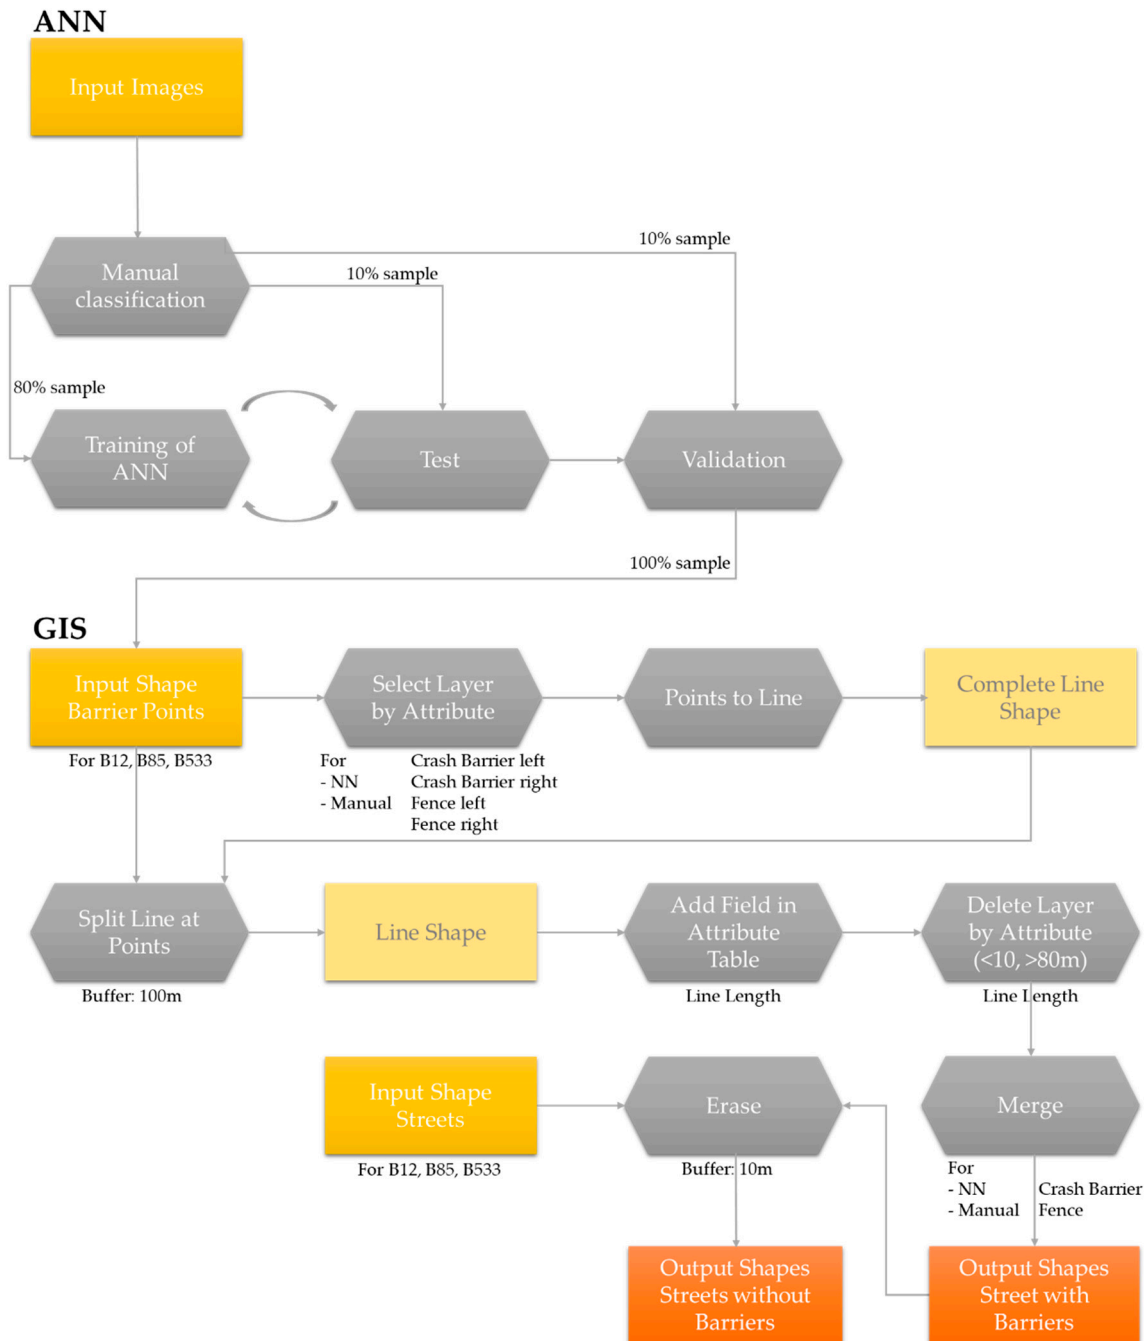 ANN
Input Images
10% sample
Manual
classification
10% sample
80% sample
Training of
ANN
Test
Validation
100% sample
GIS
Input Shape
Barrier Points
Select Layer
by Attribute
Points to Line
Complete Line
Shape
For B12, B85, B533
For Crash Barrier left
- NN Crash Barrier right
- Manual Fence left
Fence right
Split Line at
Points
Line Shape
Add Field in
Attribute
Table
Delete Layer
by Attribute
(<10, >80m)
Buffer: 100m
Line Length
Line Length
Input Shape
Streets
Erase
Merge
For B12, B85, B533
Buffer: 10m
For
- NN Crash Barrier
- Manual Fence
Output Shapes
Streets without
Barriers
Output Shapes
Street with
Barriers